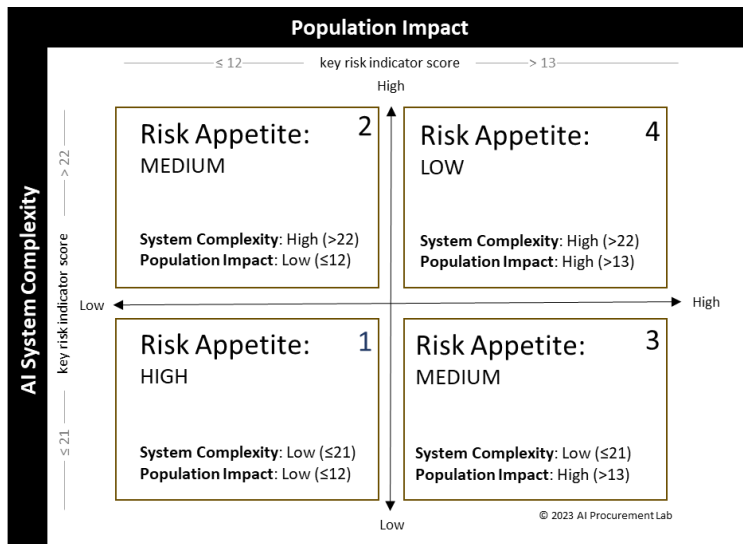 Population Impact
≤ 12 key risk indicator score > 13
High
AI System Complexity
key risk indicator score
> 22
≤ 21
Risk Appetite: 2
MEDIUM
System Complexity: High (>22)
Population Impact: Low (≤12)
Risk Appetite: 4
LOW
System Complexity: High (>22)
Population Impact: High (>13)
Low
High
Risk Appetite: 1
HIGH
System Complexity: Low (≤21)
Population Impact: Low (≤12)
Risk Appetite: 3
MEDIUM
System Complexity: Low (≤21)
Population Impact: High (>13)
Low
© 2023 AI Procurement Lab